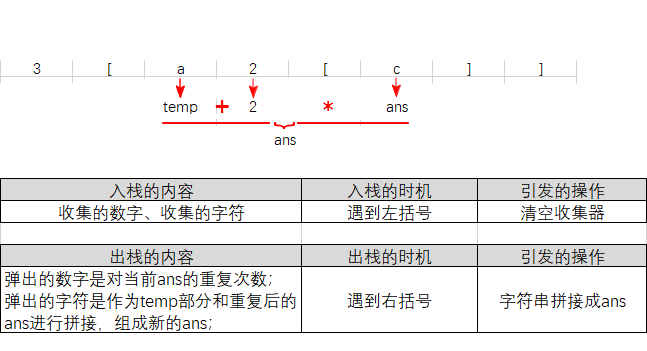 3 [ a 2 [ c ] ]
temp + 2 * ans
ans
入栈的内容 入栈的时机 引发的操作
收集的数字、收集的字符 遇到左括号 清空收集器
出栈的内容 出栈的时机 引发的操作
弹出的数字是对当前ans的重复次数;
弹出的字符是作为temp部分和重复后的 遇到右括号 字符串拼接成ans
ans进行拼接，组成新的ans;